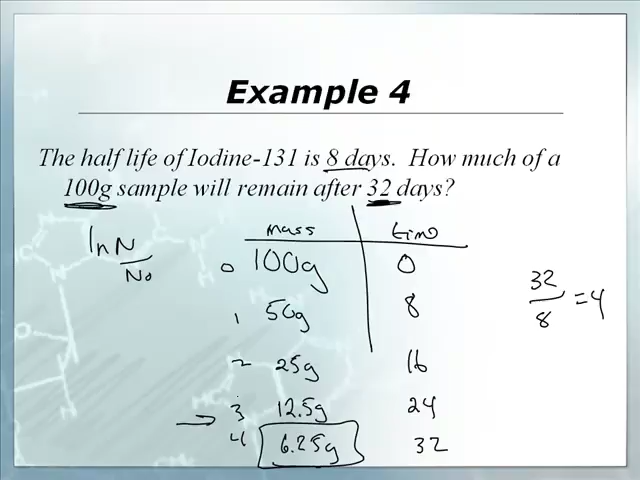 Example 4
The half life of Iodine-131 is 8 days. How much of a
100g sample will remain after 32 days?
ln N
No
mass time
0 100g 0
1 50g 8
2 25g 16
3 12.5g 24
4 6.25g 32
32
8
=4